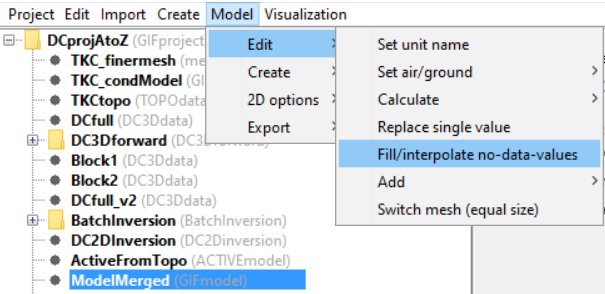 Project Edit Import Create Model Visualization
DCprojAtoZ (GIFproject
TKC_finermesh (me
TKC_condModel (GI
TKCtopo (TOPOdata
DCfull (DC3Ddata)
DC3Dforward (DC3D
Block1 (DC3Ddata)
Block2 (DC3Ddata)
DCfull_v2 (DC3Ddata)
BatchInversion (BatchInversion)
DC2DInversion (DC2Dinversion)
ActiveFromTopo (ACTIVEmodel)
ModelMerged (GIFmodel)
Edit
Create
2D options
Export
Set unit name
Set air/ground
Calculate
Replace single value
Fill/interpolate no-data-values
Add
Switch mesh (equal size)